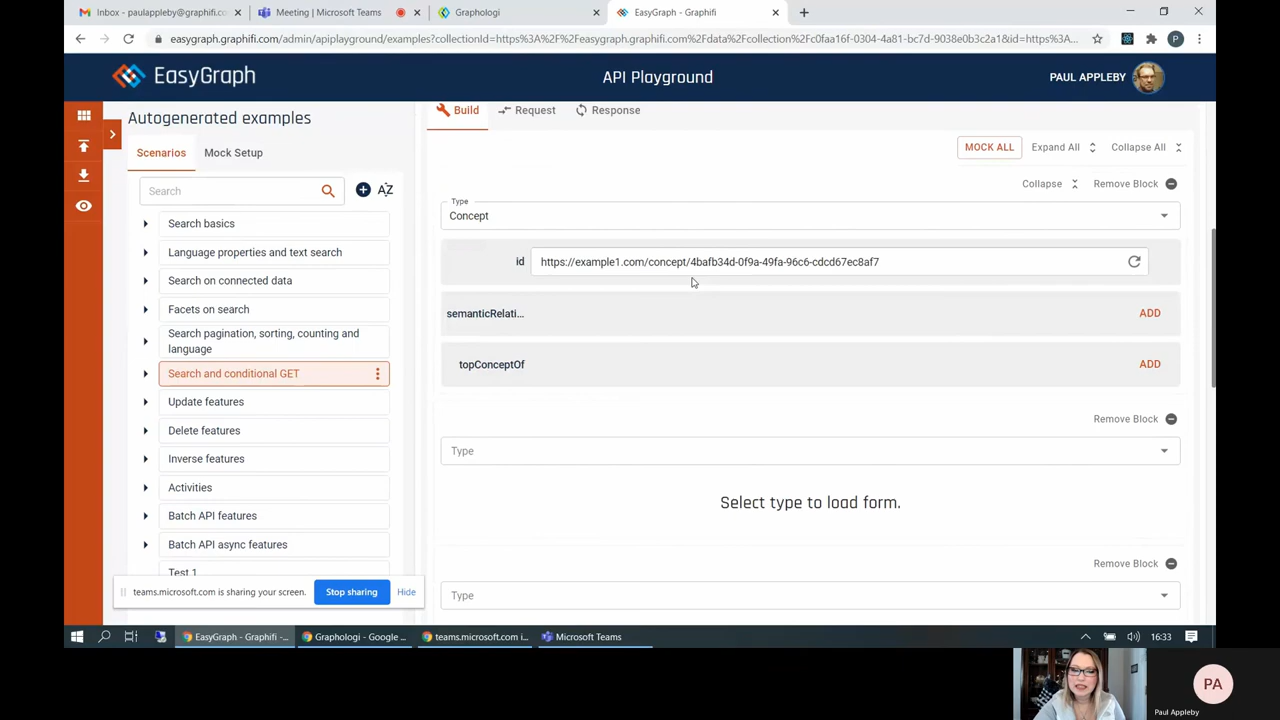 Inbox - paulappleby@graphifi.co
Meeting | Microsoft Teams
Graphologi
EasyGraph - Graphifi
easygraph.graphifi.com/admin/apiplayground/examples?collectionId=https%3A%2F%2Feasygraph.graphifi.com%2Fdata%2Fcollection%2Fc0faa16f-0304-4a81-bc7d-9038e0b3c2a1&id=https%3A...
P
EasyGraph
API Playground
PAUL APPLEBY
Autogenerated examples
Scenarios
Mock Setup
Search
AZ
Search basics
Language properties and text search
Search on connected data
Facets on search
Search pagination, sorting, counting and
language
Search and conditional GET
Update features
Delete features
Inverse features
Activities
Batch API features
Batch API async features
Test 1
Build
Request
Response
MOCK ALL
Expand All
Collapse All
Collapse
Remove Block
Type
Concept
id
https://example1.com/concept/4bafb34d-0f9a-49fa-96c6-cdcd67ec8af7
semanticRelati...
ADD
topConceptOf
ADD
Remove Block
Type
Select type to load form.
Remove Block
Type
teams.microsoft.com is sharing your screen.
Stop sharing
Hide
EasyGraph - Graphifi -...
Graphologi - Google ...
teams.microsoft.com i...
Microsoft Teams
16:33
PA
Paul Appleby